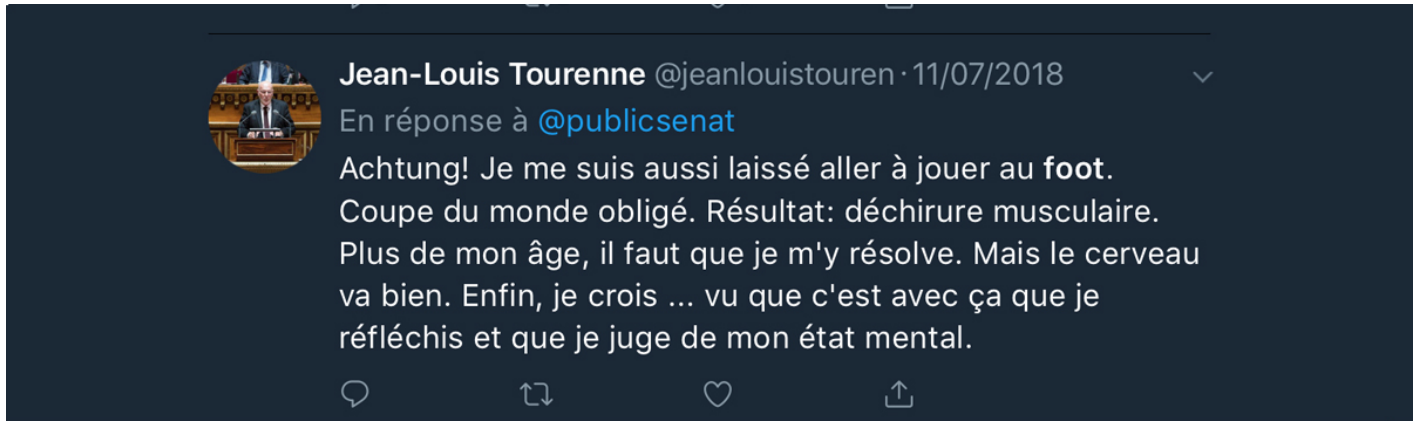 Jean-Louis Tourenne @jeanlouistouren · 11/07/2018
En réponse à @publicsenat
Achtung! Je me suis aussi laissé aller à jouer au foot.
Coupe du monde obligé. Résultat: déchirure musculaire.
Plus de mon âge, il faut que je m'y résolve. Mais le cerveau
va bien. Enfin, je crois ... vu que c'est avec ça que je
réfléchis et que je juge de mon état mental.